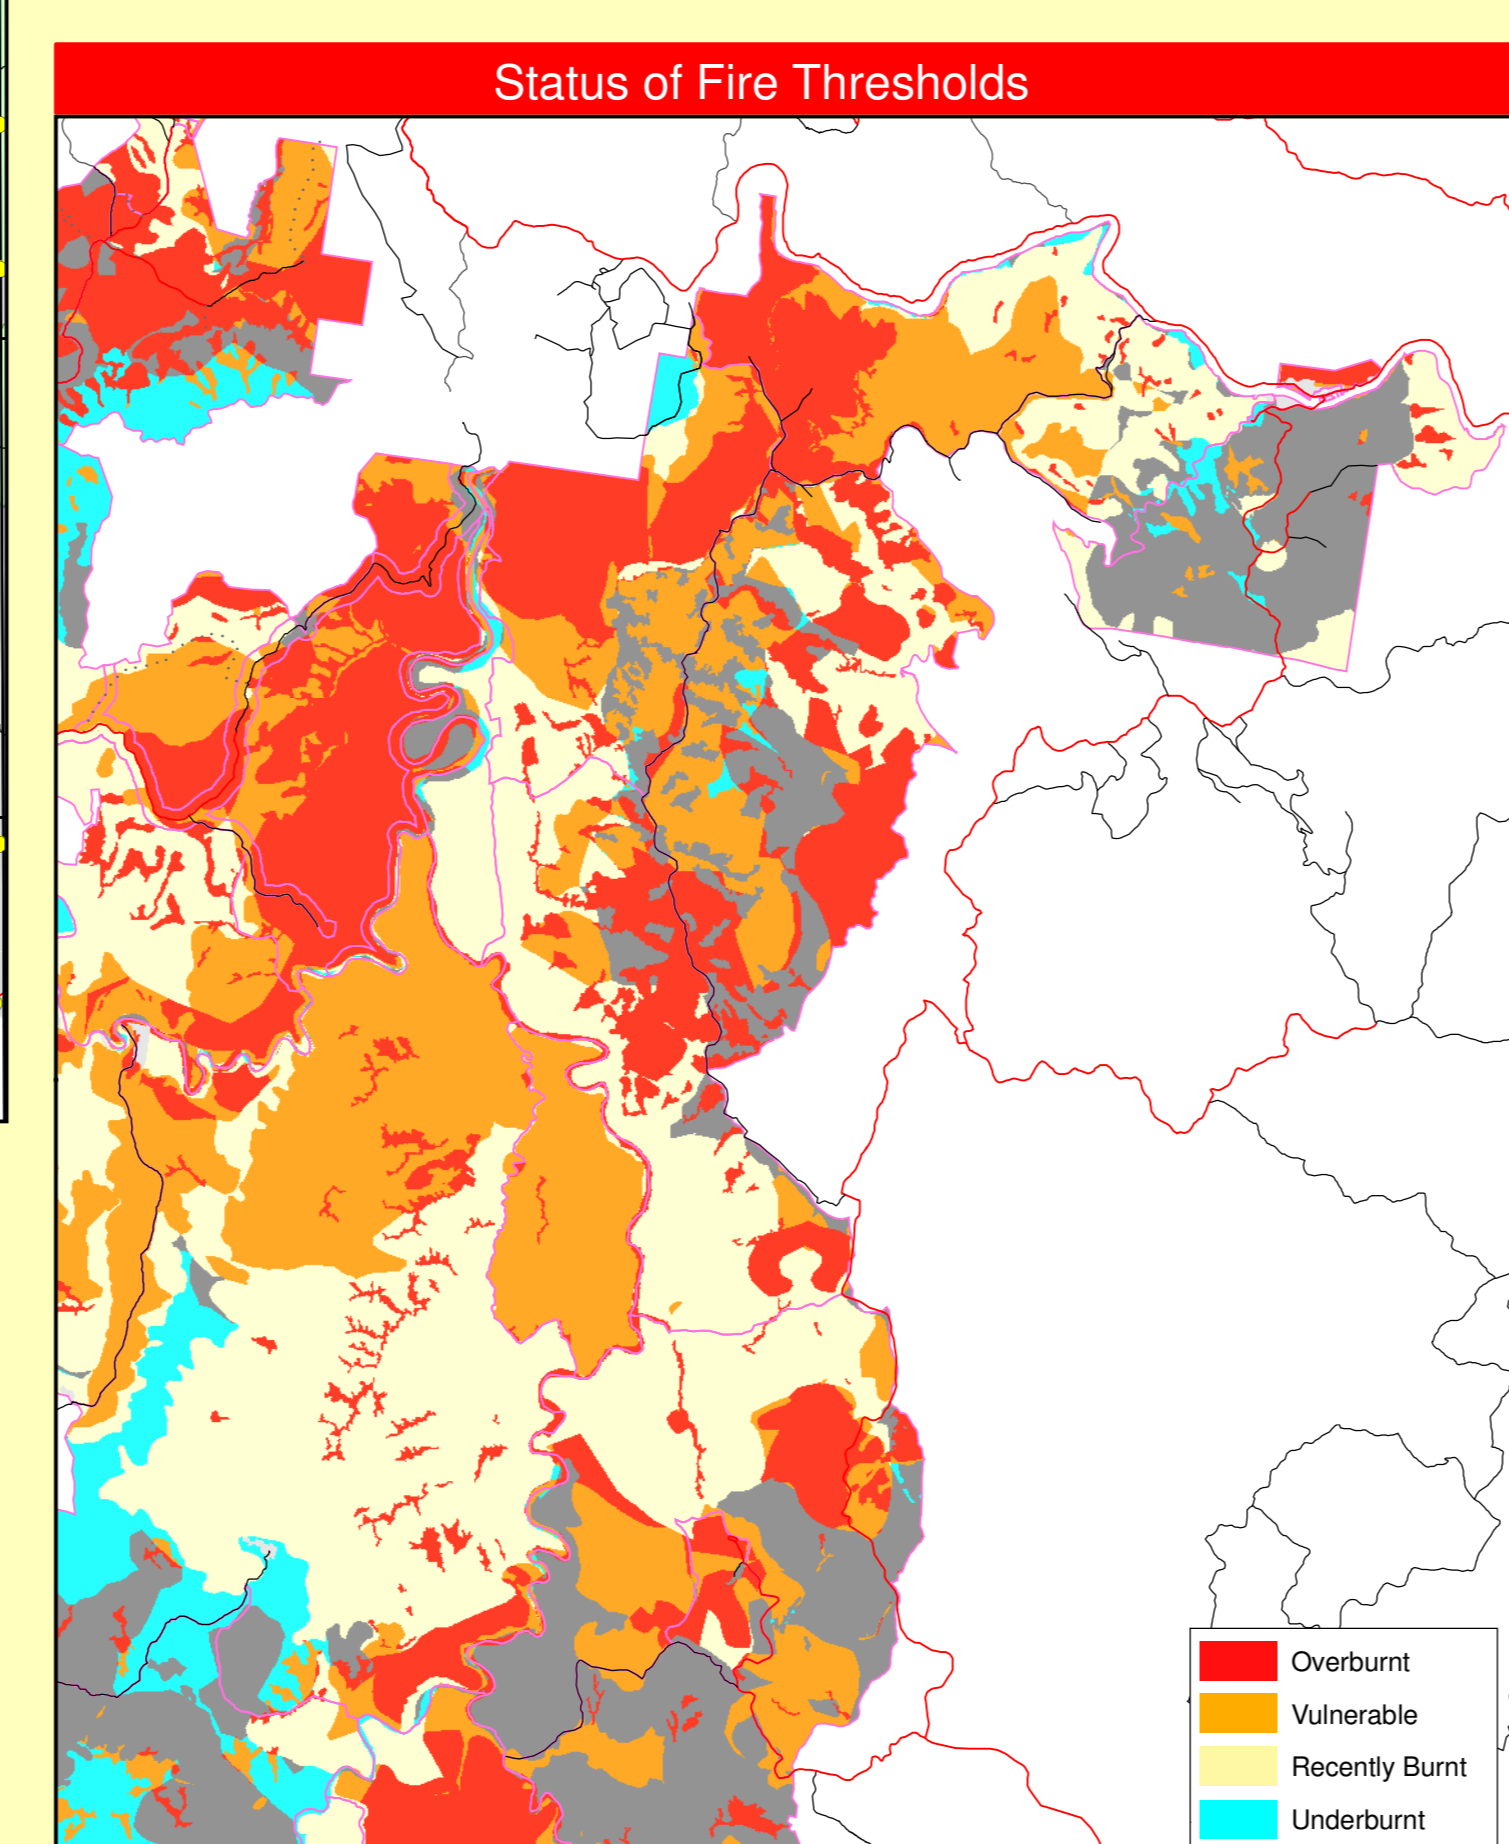 Status of Fire Thresholds
Overburnt
Vulnerable
Recently Burnt
Underburnt